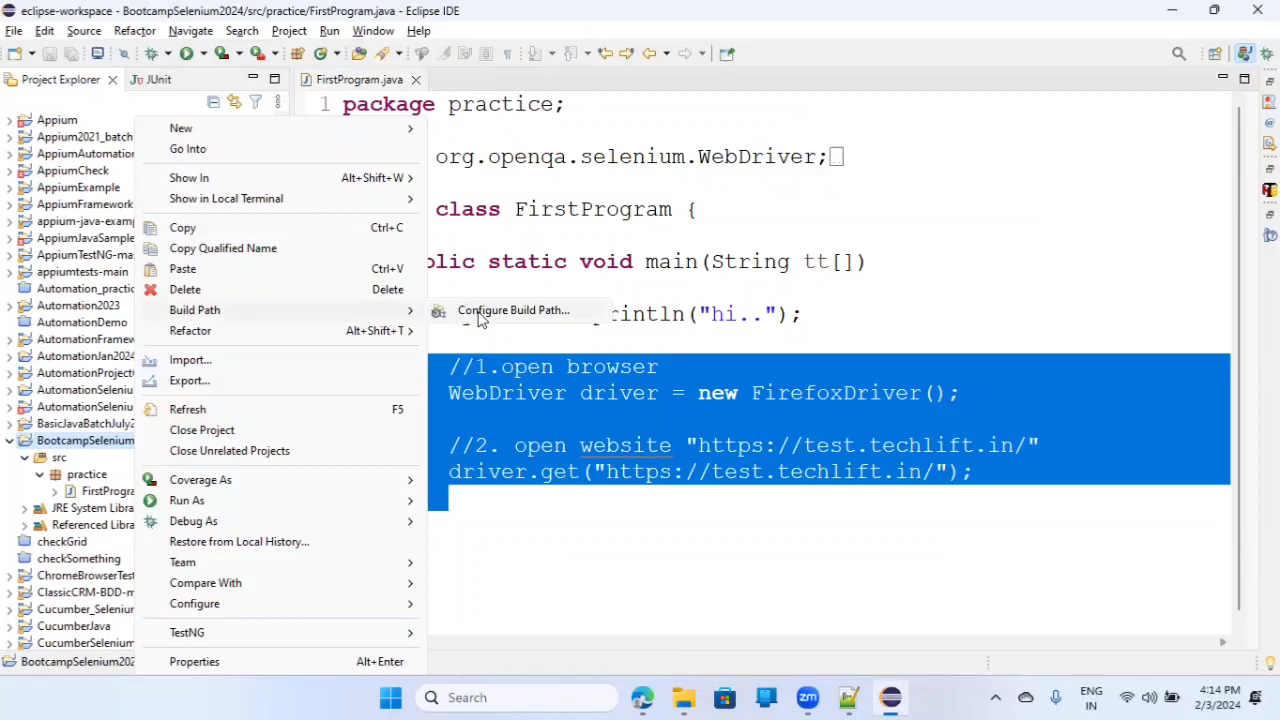 eclipse-workspace - BootcampSelenium2024/src/practice/FirstProgram.java - Eclipse IDE
File Edit Source Refactor Navigate Search Project Run Window Help
Project Explorer
JUnit
FirstProgram.java
Appium
Appium2021_batch
AppiumAutomation
AppiumCheck
AppiumExample
AppiumFramework
appium-java-examp
AppiumJavaSample
AppiumTestNG-ma
appiumtests-main
Automation_practic
Automation2023
AutomationDemo
AutomationFramew
AutomationJan2024
AutomationProject
AutomationSeleniu
AutomationSeleniu
BasicJavaBatchJuly2
BootcampSelenium
src
practice
FirstProgra
JRE System Libra
Referenced Libra
checkGrid
checkSomething
ChromeBrowserTest
ClassicCRM-BDD-m
Cucumber_Selenium
CucumberJava
CucumberSelenium
BootcampSelenium202
New
Go Into
Show In Alt+Shift+W
Show in Local Terminal
Copy Ctrl+C
Copy Qualified Name
Paste Ctrl+V
Delete Delete
Build Path
Refactor Alt+Shift+T
Import...
Export...
Refresh F5
Close Project
Close Unrelated Projects
Coverage As
Run As
Debug As
Restore from Local History...
Team
Compare With
Configure
TestNG
Properties Alt+Enter
Configure Build Path...
1 package practice;
org.openqa.selenium.WebDriver;
class FirstProgram {
blic static void main(String tt[])
rintln("hi..");
//1.open browser
WebDriver driver = new FirefoxDriver();
//2. open website "https://test.techlift.in/"
driver.get("https://test.techlift.in/");
Search
zm
ENG
IN
4:14 PM
2/3/2024